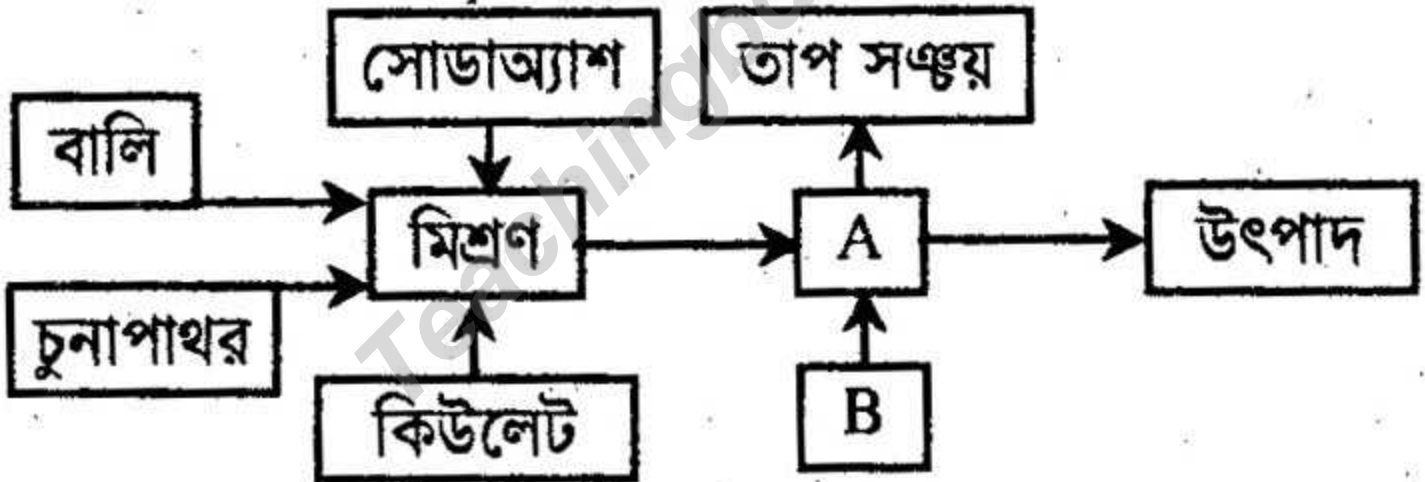 সোডাঅ্যাশ
তাপ সঞ্চয়
বালি
মিশ্রণ
A
উৎপাদ
চুনাপাথর
কিউলেট
B